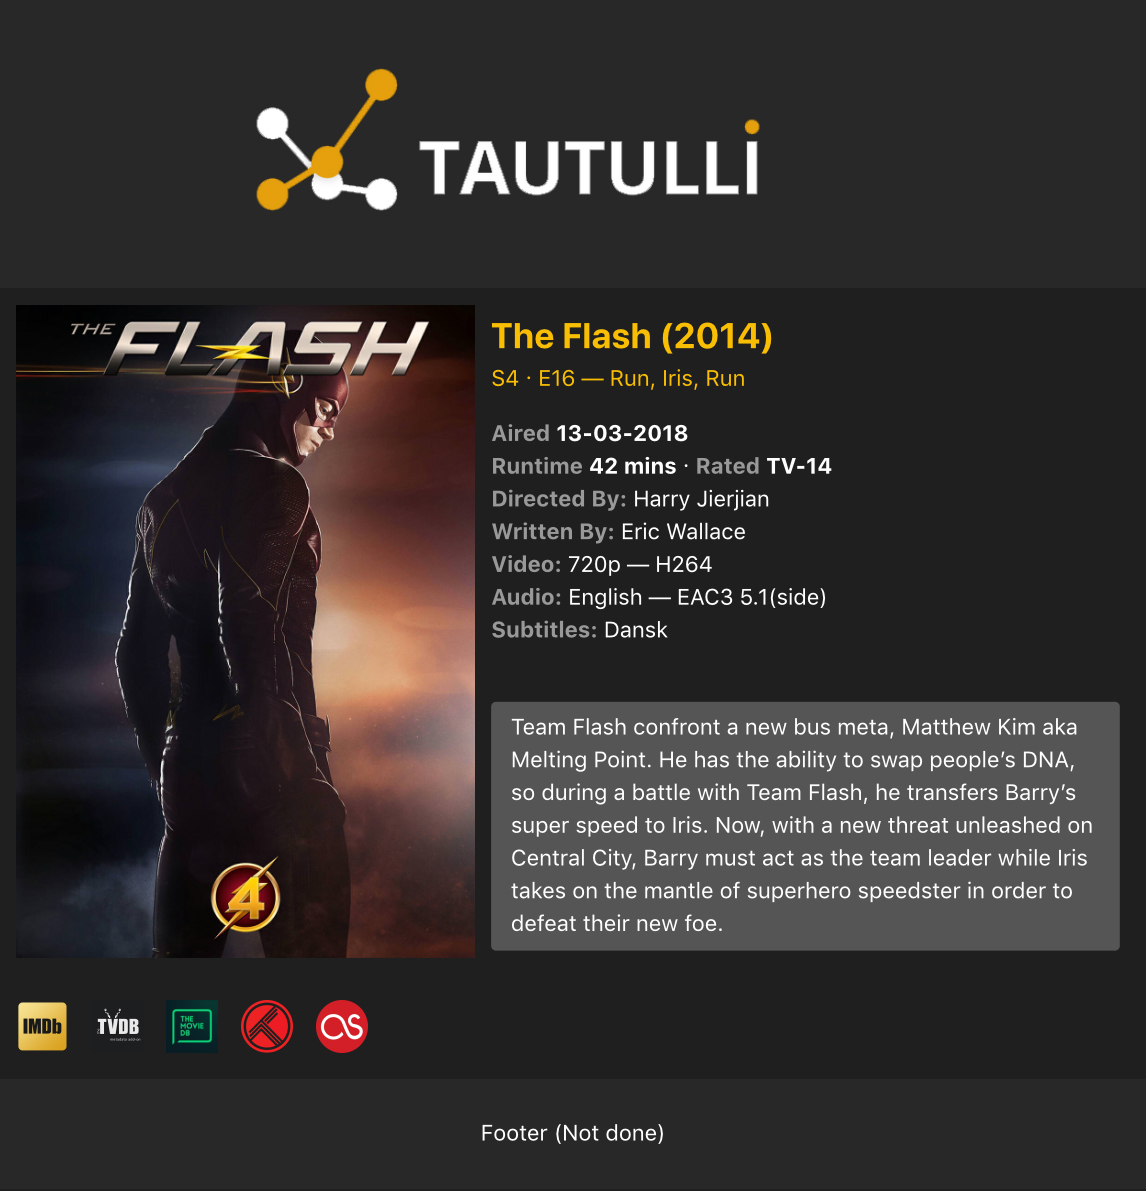 TAUTULLi
THE FLASH
4
The Flash (2014)
S4 · E16 — Run, Iris, Run
Aired 13-03-2018
Runtime 42 mins · Rated TV-14
Directed By: Harry Jierjian
Written By: Eric Wallace
Video: 720p — H264
Audio: English — EAC3 5.1(side)
Subtitles: Dansk
Team Flash confront a new bus meta, Matthew Kim aka
Melting Point. He has the ability to swap people’s DNA,
so during a battle with Team Flash, he transfers Barry’s
super speed to Iris. Now, with a new threat unleashed on
Central City, Barry must act as the team leader while Iris
takes on the mantle of superhero speedster in order to
defeat their new foe.
IMDb
TVDB
metadata add-on
THE
MOVIE
DB
Footer (Not done)